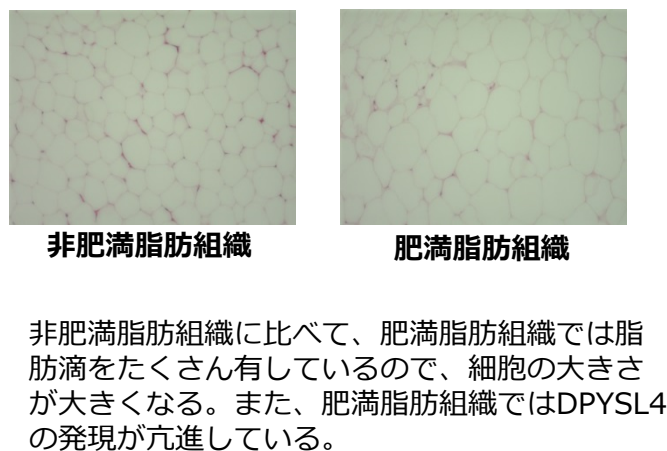 非肥満脂肪組織
肥満脂肪組織
非肥満脂肪組織に比べて、肥満脂肪組織では脂
肪滴をたくさん有しているので、細胞の大きさ
が大きくなる。また、肥満脂肪組織ではDPYSL4
の発現が亢進している。